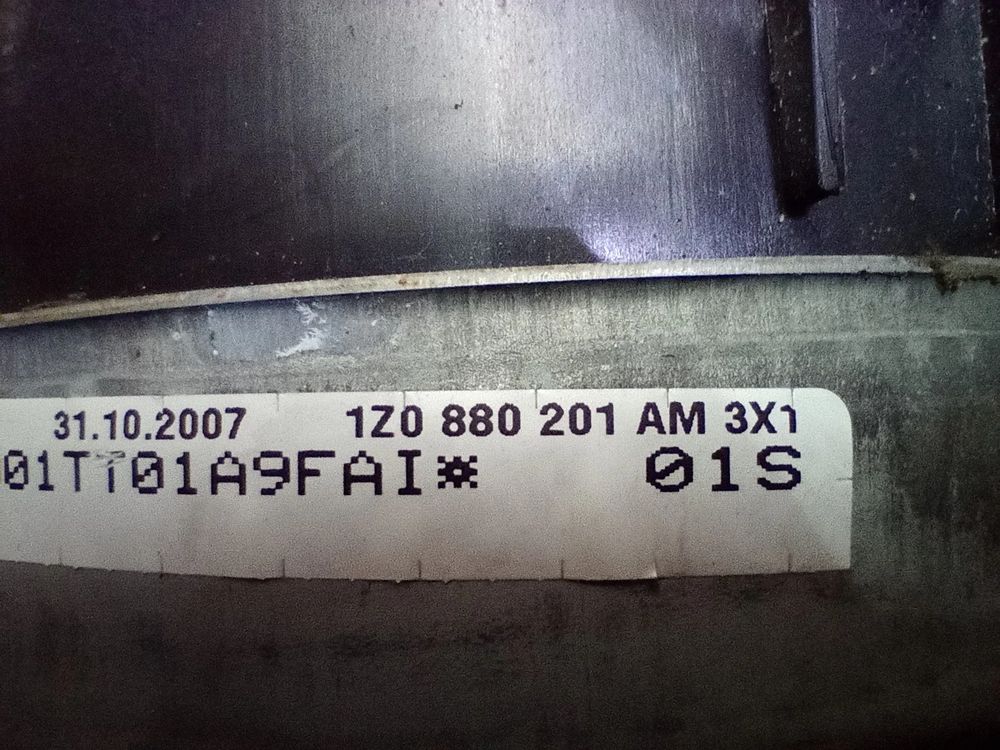 31.10.2007 1Z0 880 201 AM 3X1
01TT01A9FAI* 01S